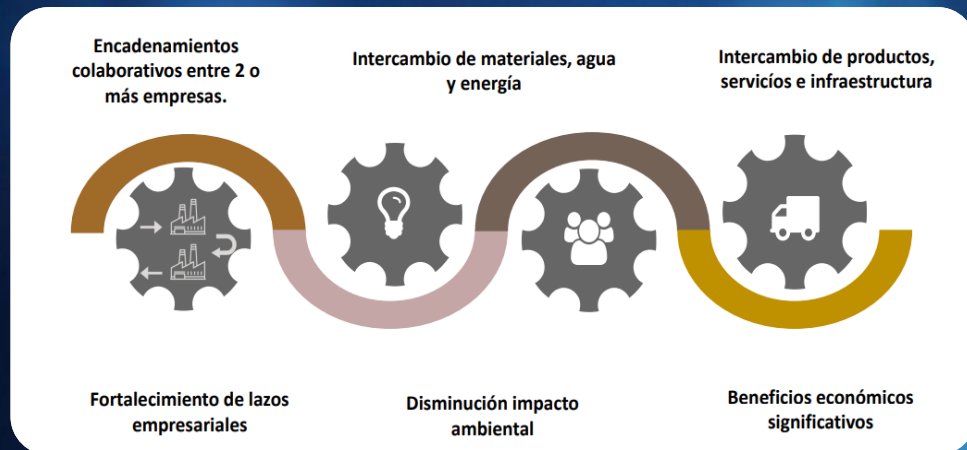 Encadenamientos
colaborativos entre 2 o
más empresas.
Intercambio de materiales, agua
y energía
Intercambio de productos,
servicíos e infraestructura
Fortalecimiento de lazos
empresariales
Disminución impacto
ambiental
Beneficios económicos
significativos